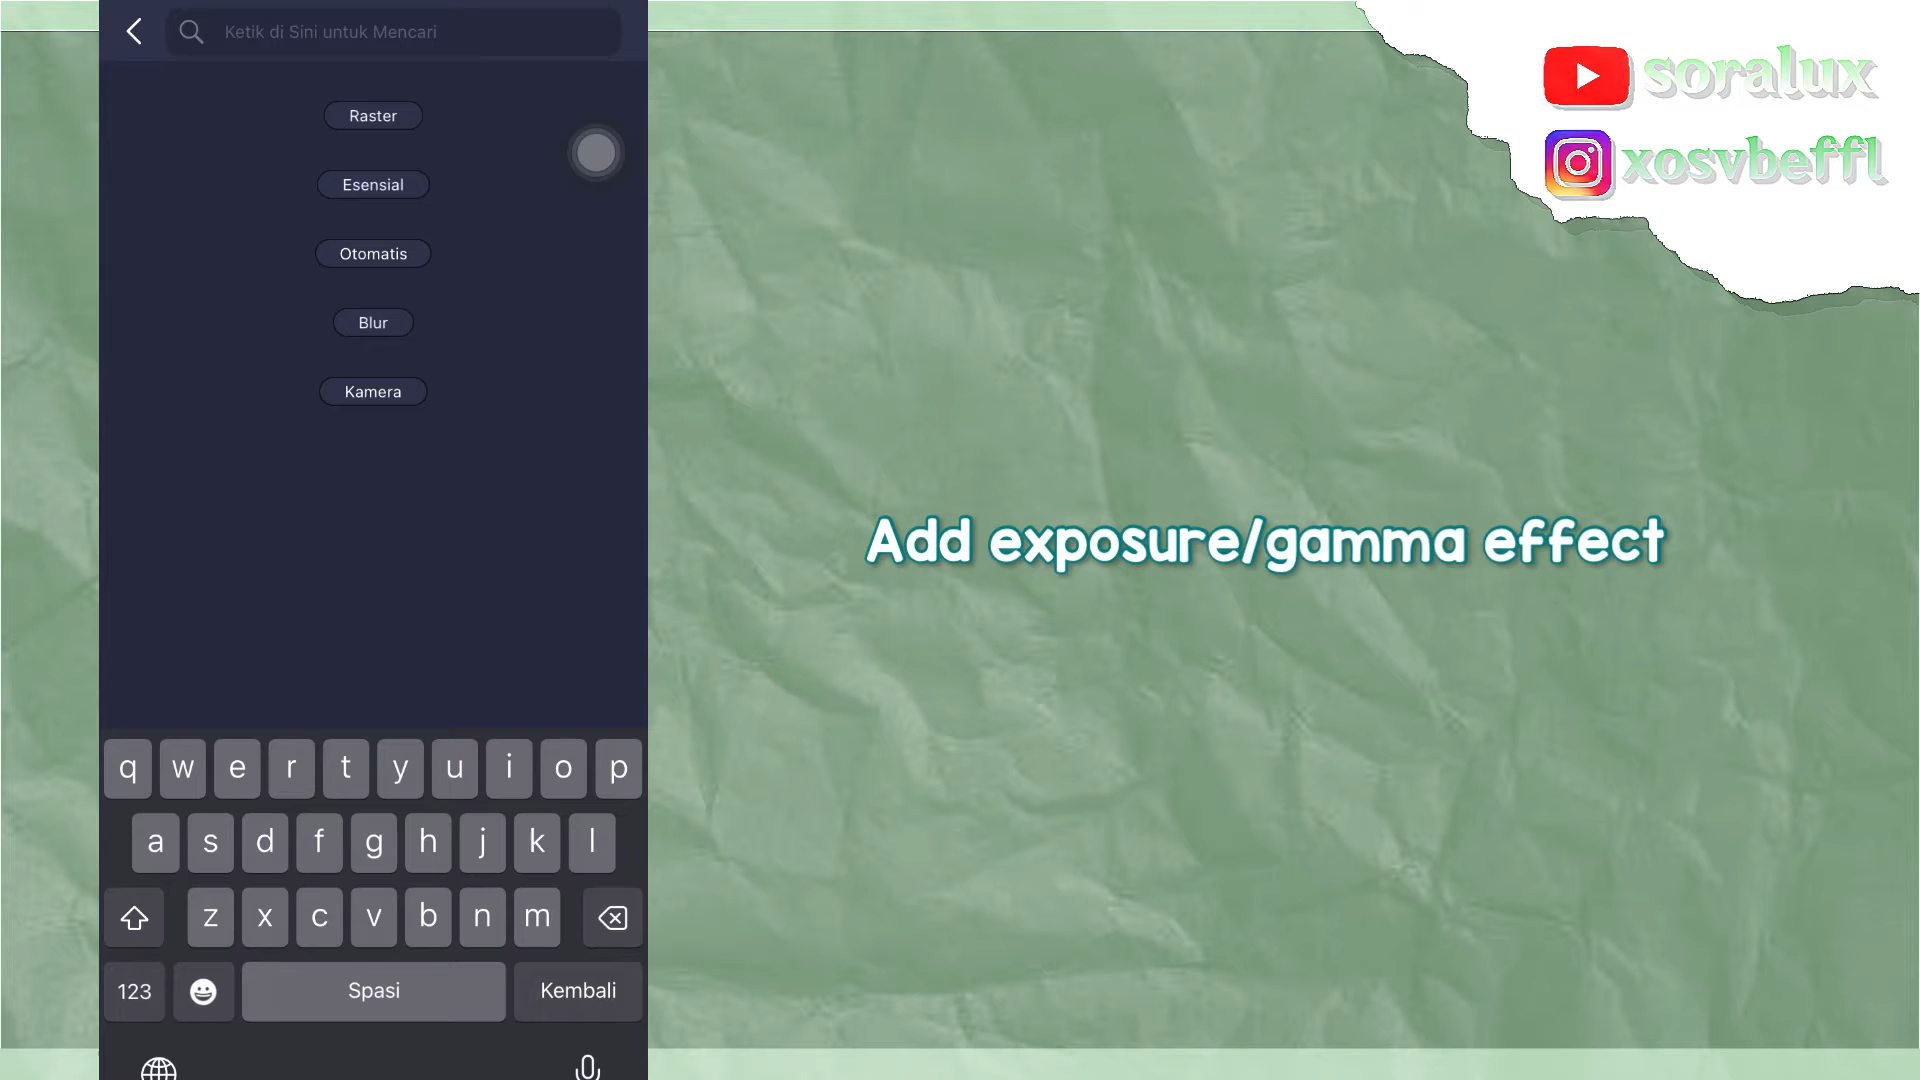 Ketik di Sini untuk Mencari
Raster
Esensial
Otomatis
Blur
Kamera
q w e r t y u i o p
a s d f g h j k l
z x c v b n m
123 Spasi Kembali
Add exposure/gamma effect
soralux
xosvbeffl